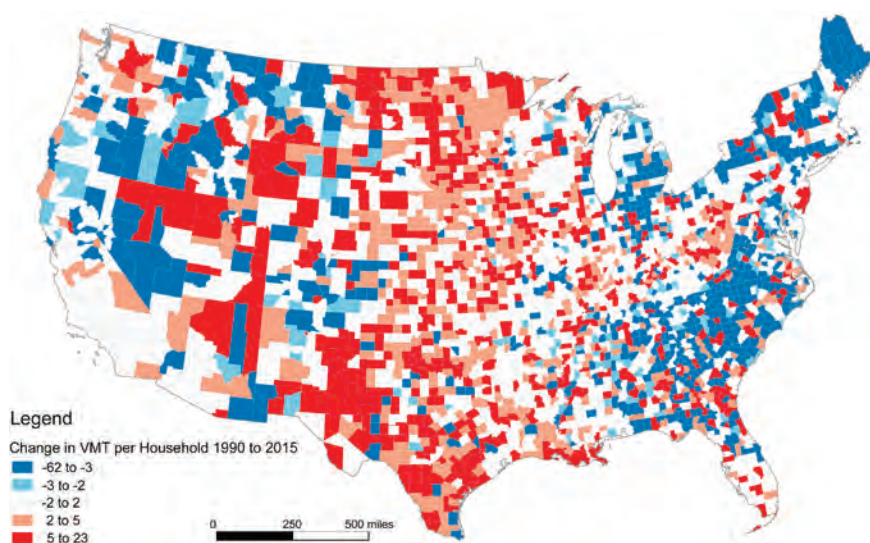 Legend
Change in VMT per Household 1990 to 2015
-62 to -3
-3 to -2
-2 to 2
2 to 5
5 to 23
0 250 500 miles